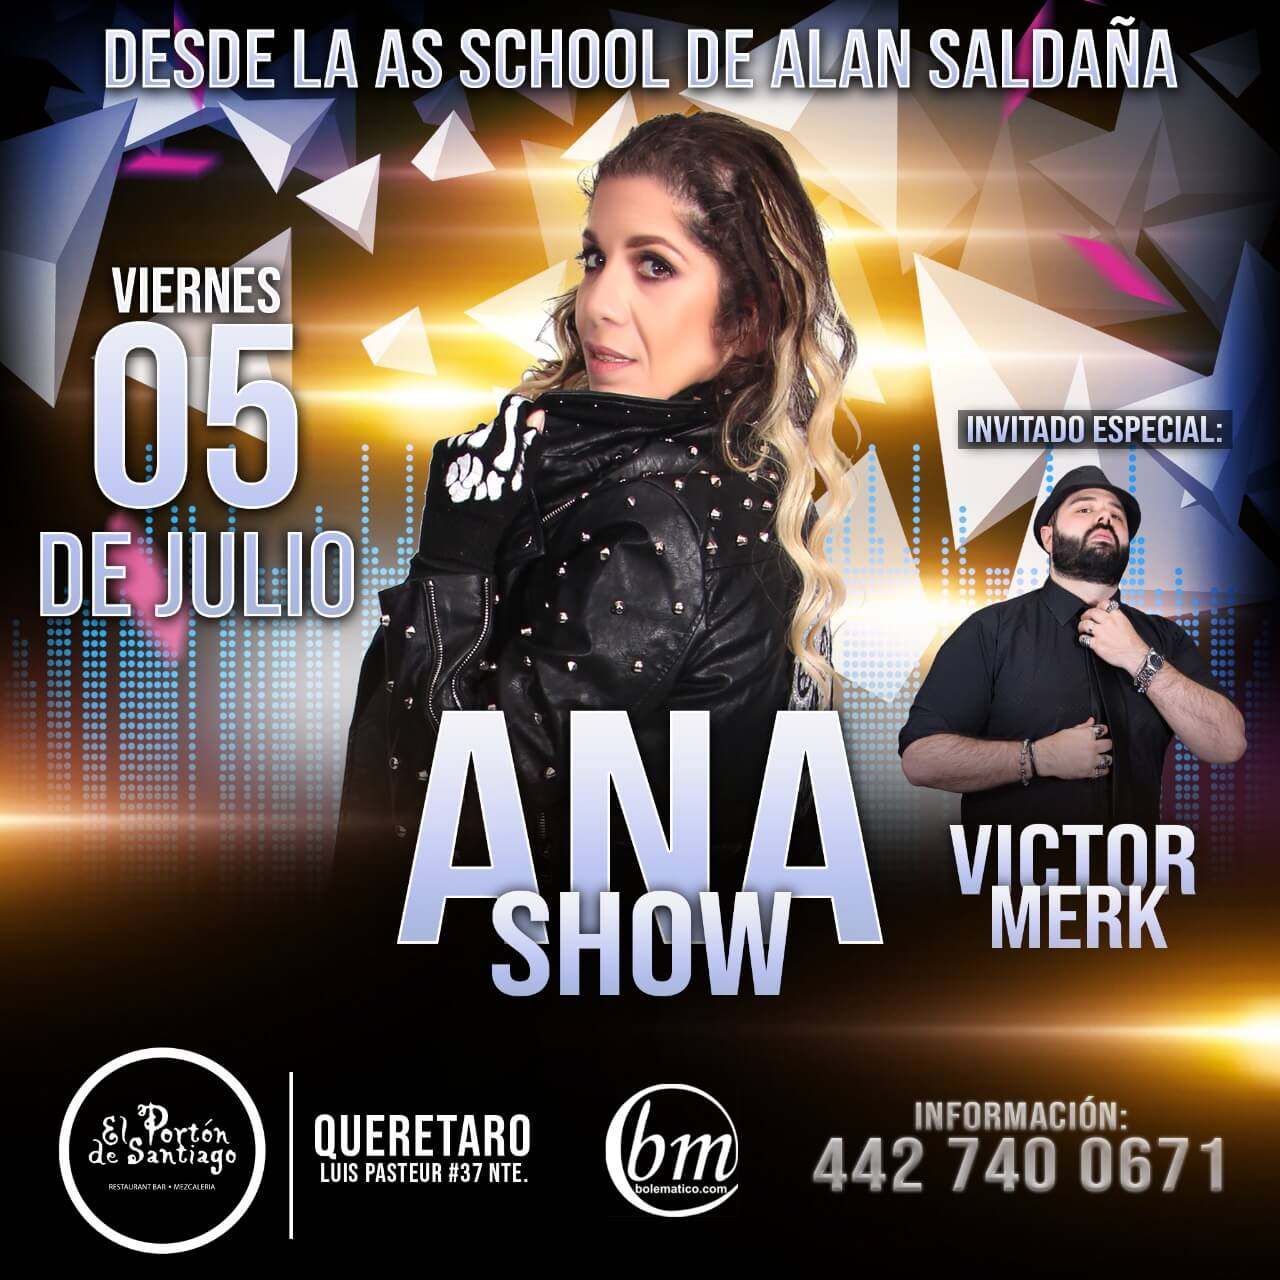 DESDE LA AS SCHOOL DE ALAN SALDAÑA
VIERNES
05
DE JULIO
INVITADO ESPECIAL:
VICTOR
MERK
ANA
SHOW
El Portón
de Santiago
RESTAURANT BAR • MEZCALERIA
QUERETARO
LUIS PASTEUR #37 NTE.
bm
bolematico.com
INFORMACIÓN:
442 740 0671